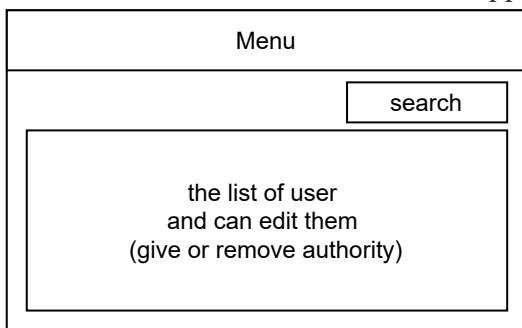 Menu
search
the list of user
and can edit them
(give or remove authority)